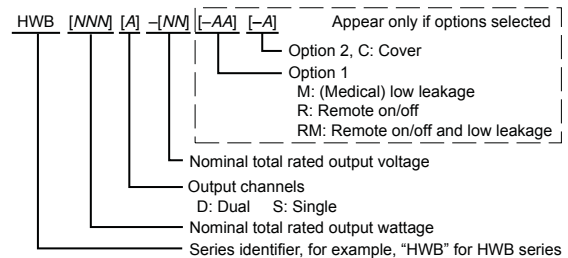 HWB [NNN] [A] –[NN] [–AA] [–A] Appear only if options selected
Option 2, C: Cover
Option 1
M: (Medical) low leakage
R: Remote on/off
RM: Remote on/off and low leakage
Nominal total rated output voltage
Output channels
D: Dual S: Single
Nominal total rated output wattage
Series identifier, for example, “HWB” for HWB series